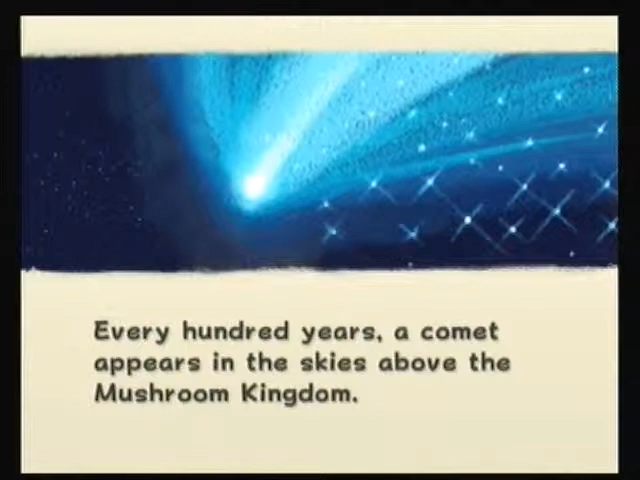 Every hundred years, a comet
appears in the skies above the
Mushroom Kingdom.